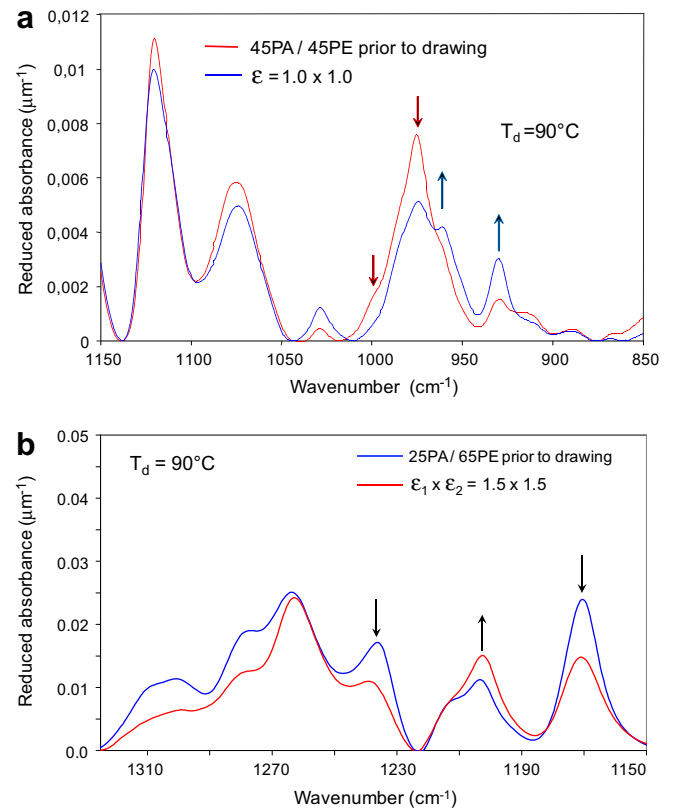 a
0,012
0,01
0,008
0,006
0,004
0,002
0
Reduced absorbance (µm-1)
45PA / 45PE prior to drawing
ε = 1.0 x 1.0
Td=90°C
1150 1100 1050 1000 950 900 850
Wavenumber (cm-1)
b
0.05
0.04
0.03
0.02
0.01
0.0
Reduced absorbance (µm-1)
Td = 90°C
25PA / 65PE prior to drawing
ε1 x ε2 = 1.5 x 1.5
1310 1270 1230 1190 1150
Wavenumber (cm-1)